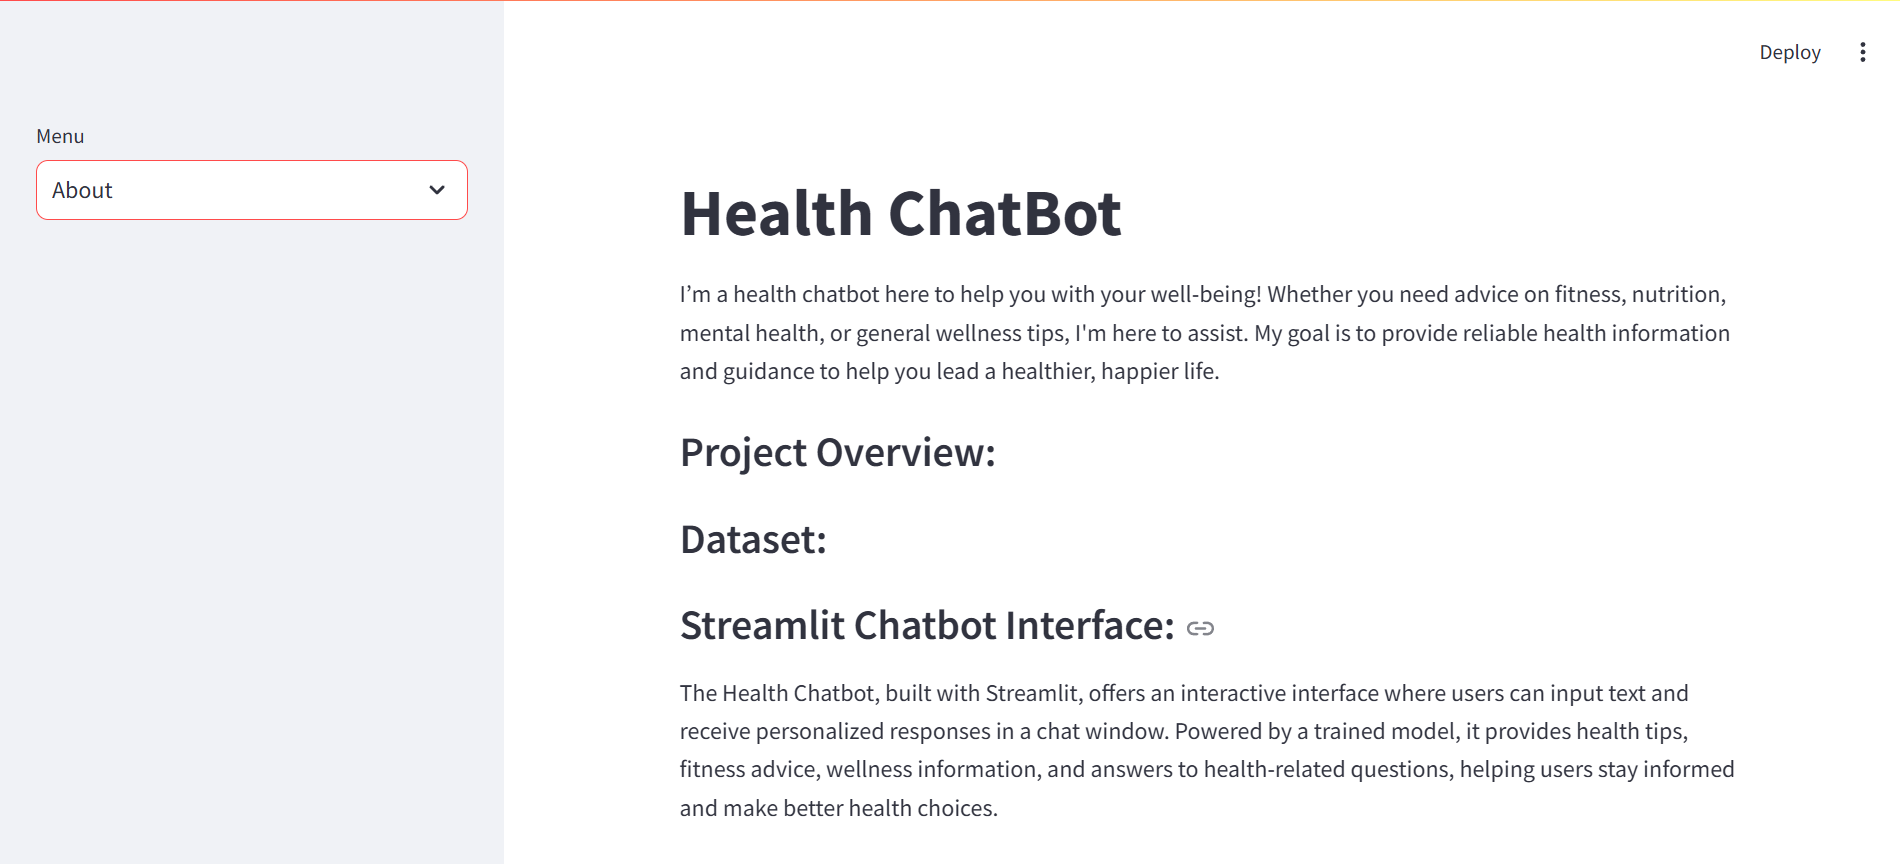 Deploy
Menu
About
Health ChatBot
I’m a health chatbot here to help you with your well-being! Whether you need advice on fitness, nutrition,
mental health, or general wellness tips, I'm here to assist. My goal is to provide reliable health information
and guidance to help you lead a healthier, happier life.
Project Overview:
Dataset:
Streamlit Chatbot Interface:
The Health Chatbot, built with Streamlit, offers an interactive interface where users can input text and
receive personalized responses in a chat window. Powered by a trained model, it provides health tips,
fitness advice, wellness information, and answers to health-related questions, helping users stay informed
and make better health choices.